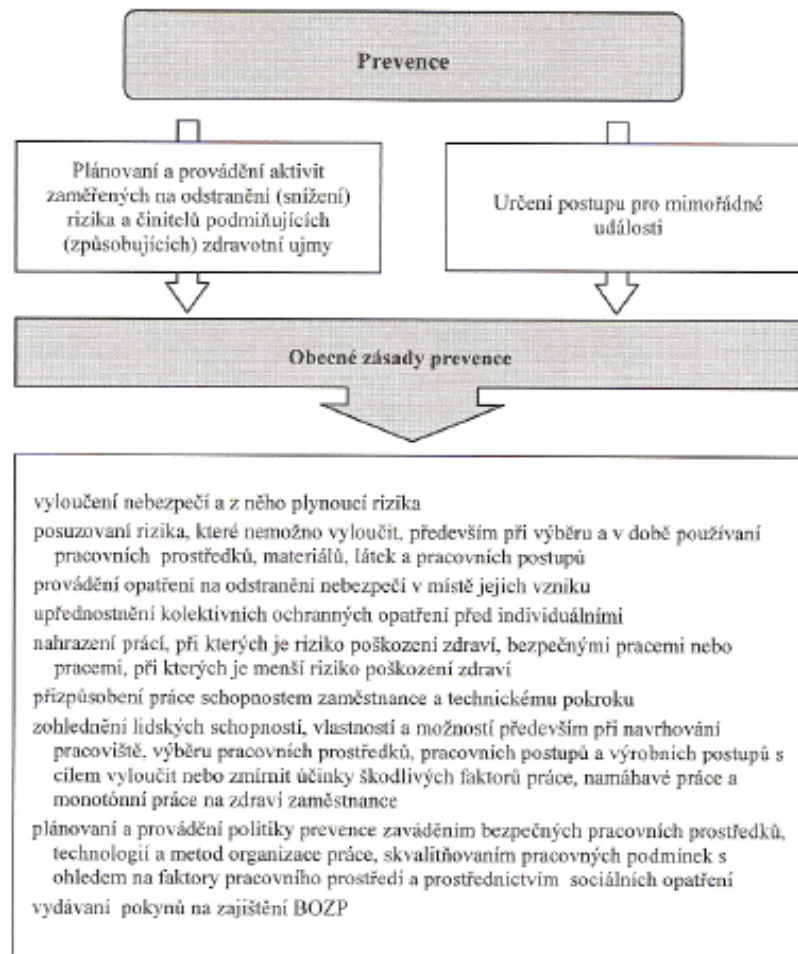 Prevence
Plánovaní a provádění aktivit
zaměřených na odstranění (snížení)
rizika a činitelů podmiňujících
(způsobujících) zdravotní ujmy
Určení postupu pro mimořádné
události
Obecné zásady prevence
vyloučení nebezpečí a z něho plynoucí rizika
posuzovaní rizika, které nemožno vyloučit, především při výběru a v době používaní
pracovních prostředků, materiálů, látek a pracovních postupů
provádění opatření na odstranění nebezpečí v místě jejich vzniku
upřednostnění kolektivních ochranných opatření před individuálními
nahrazení prácí, při kterých je riziko poškození zdraví, bezpečnými pracemi nebo
pracemi, při kterých je menší riziko poškození zdraví
přizpůsobení práce schopnostem zaměstnance a technickému pokroku
zohlednění lidských schopností, vlastností a možností především při navrhování
pracoviště, výběru pracovních prostředků, pracovních postupů a výrobních postupů s
cílem vyloučit nebo zmírnit účinky škodlivých faktorů práce, namáhavé práce a
monotónní práce na zdraví zaměstnance
plánovaní a provádění politiky prevence zaváděním bezpečných pracovních prostředků,
technologií a metod organizace práce, skvalitňovaním pracovných podmínek s
ohledem na faktory pracovního prostředí a prostřednictvím sociálních opatření
vydávaní pokynů na zajištění BOZP